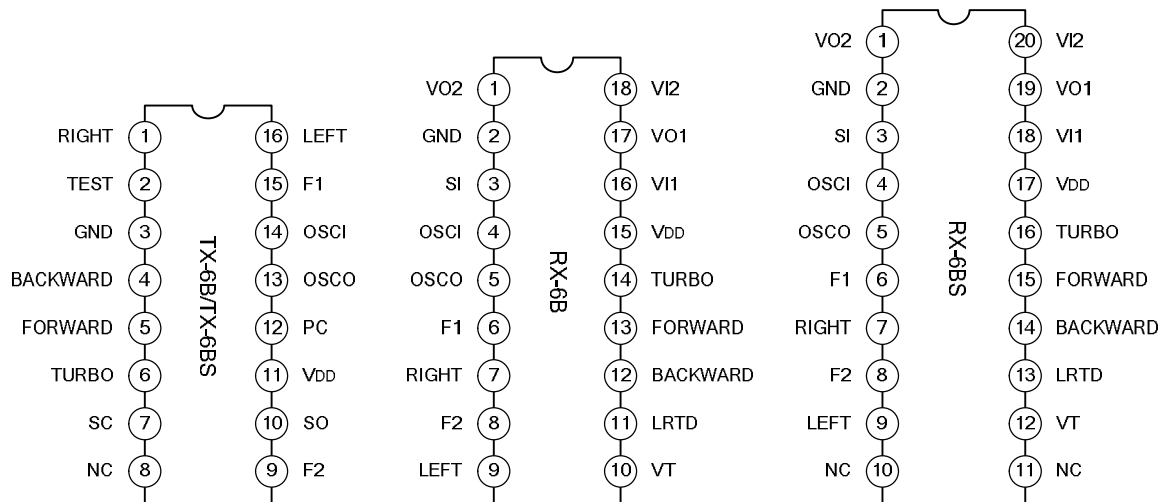 RIGHT 1 16 LEFT
TEST 2 15 F1
GND 3 14 OSCI
BACKWARD 4 13 OSCO
FORWARD 5 12 PC
TURBO 6 11 VDD
SC 7 10 SO
NC 8 9 F2
TX-6B/TX-6BS
VO2 1 18 VI2
GND 2 17 VO1
SI 3 16 VI1
OSCI 4 15 VDD
OSCO 5 14 TURBO
F1 6 13 FORWARD
RIGHT 7 12 BACKWARD
F2 8 11 LRTD
LEFT 9 10 VT
RX-6B
VO2 1 20 VI2
GND 2 19 VO1
SI 3 18 VI1
OSCI 4 17 VDD
OSCO 5 16 TURBO
F1 6 15 FORWARD
RIGHT 7 14 BACKWARD
F2 8 13 LRTD
LEFT 9 12 VT
NC 10 11 NC
RX-6BS